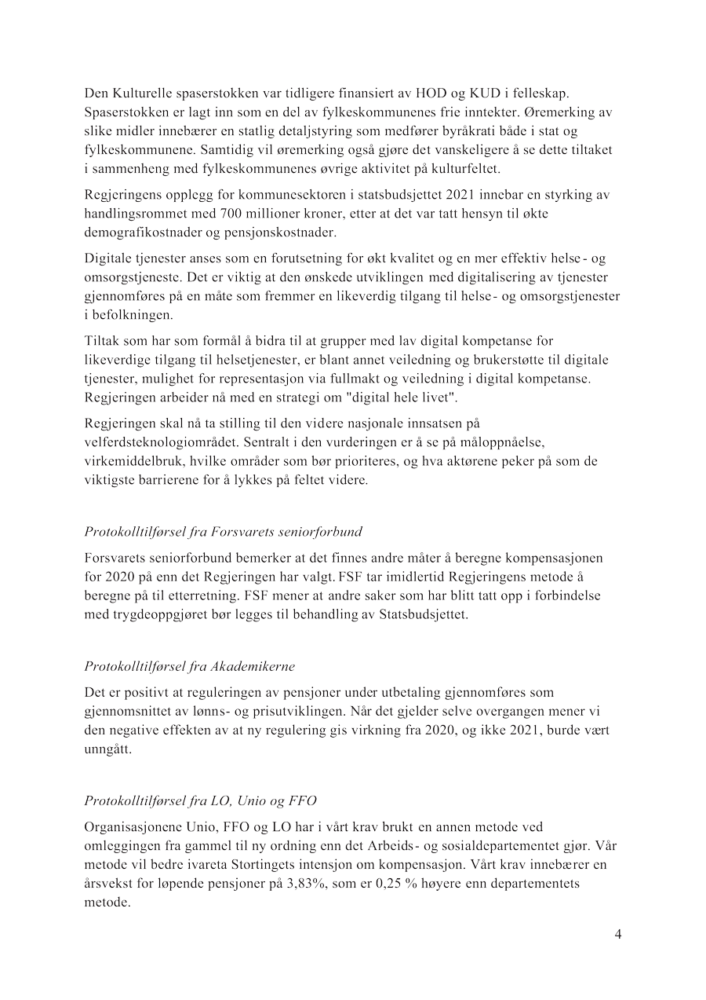 Den Kulturelle spaserstokken var tidligere finansiert av HOD og KUD i felleskap.
Spaserstokken er lagt inn som en del av fylkeskommunenes frie inntekter. Øremerking av
slike midler innebærer en statlig detaljstyring som medfører byråkrati både i stat og
fylkeskommunene. Samtidig vil øremerking også gjøre det vanskeligere å se dette tiltaket
i sammenheng med fylkeskommunenes øvrige aktivitet på kulturfeltet.
Regjeringens opplegg for kommunesektoren i statsbudsjettet 2021 innebar en styrking av
handlingsrommet med 700 millioner kroner, etter at det var tatt hensyn til økte
demografikostnader og pensjonskostnader.
Digitale tjenester anses som en forutsetning for økt kvalitet og en mer effektiv helse- og
omsorgstjeneste. Det er viktig at den ønskede utviklingen med digitalisering av tjenester
gjennomføres på en måte som fremmer en likeverdig tilgang til helse- og omsorgstjenester
i befolkningen.
Tiltak som har som formål å bidra til at grupper med lav digital kompetanse for
likeverdige tilgang til helsetjenester, er blant annet veiledning og brukerstøtte til digitale
tjenester, mulighet for representasjon via fullmakt og veiledning i digital kompetanse.
Regjeringen arbeider nå med en strategi om "digital hele livet".
Regjeringen skal nå ta stilling til den videre nasjonale innsatsen på
velferdsteknologiområdet. Sentralt i den vurderingen er å se på måloppnåelse,
virkemiddelbruk, hvilke områder som bør prioriteres, og hva aktørene peker på som de
viktigste barrierene for å lykkes på feltet videre.
Protokolltilførsel fra Forsvarets seniorforbund
Forsvarets seniorforbund bemerker at det finnes andre måter å beregne kompensasjonen
for 2020 på enn det Regjeringen har valgt. FSF tar imidlertid Regjeringens metode å
beregne på til etterretning. FSF mener at andre saker som har blitt tatt opp i forbindelse
med trygdeoppgjøret bør legges til behandling av Statsbudsjettet.
Protokolltilførsel fra Akademikerne
Det er positivt at reguleringen av pensjoner under utbetaling gjennomføres som
gjennomsnittet av lønns- og prisutviklingen. Når det gjelder selve overgangen mener vi
den negative effekten av at ny regulering gis virkning fra 2020, og ikke 2021, burde vært
unngått.
Protokolltilførsel fra LO, Unio og FFO
Organisasjonene Unio, FFO og LO har i vårt krav brukt en annen metode ved
omleggingen fra gammel til ny ordning enn det Arbeids- og sosialdepartementet gjør. Vår
metode vil bedre ivareta Stortingets intensjon om kompensasjon. Vårt krav innebærer en
årsvekst for løpende pensjoner på 3,83%, som er 0,25 % høyere enn departementets
metode.
4